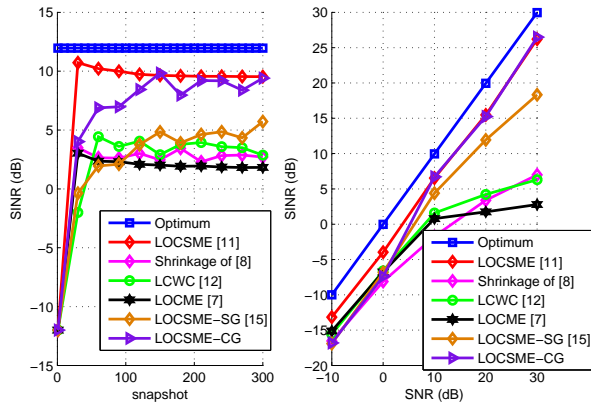 15
10
5
0
−5
−10
−15
SINR (dB)
0
100
200
300
snapshot
Optimum
LOCSME [11]
Shrinkage of [8]
LCWC [12]
LOCME [7]
LOCSME−SG [15]
LOCSME−CG
30
25
20
15
10
5
0
−5
−10
−15
−20
SINR (dB)
−10
0
10
20
30
SNR (dB)
Optimum
LOCSME [11]
Shrinkage of [8]
LCWC [12]
LOCME [7]
LOCSME−SG [15]
LOCSME−CG